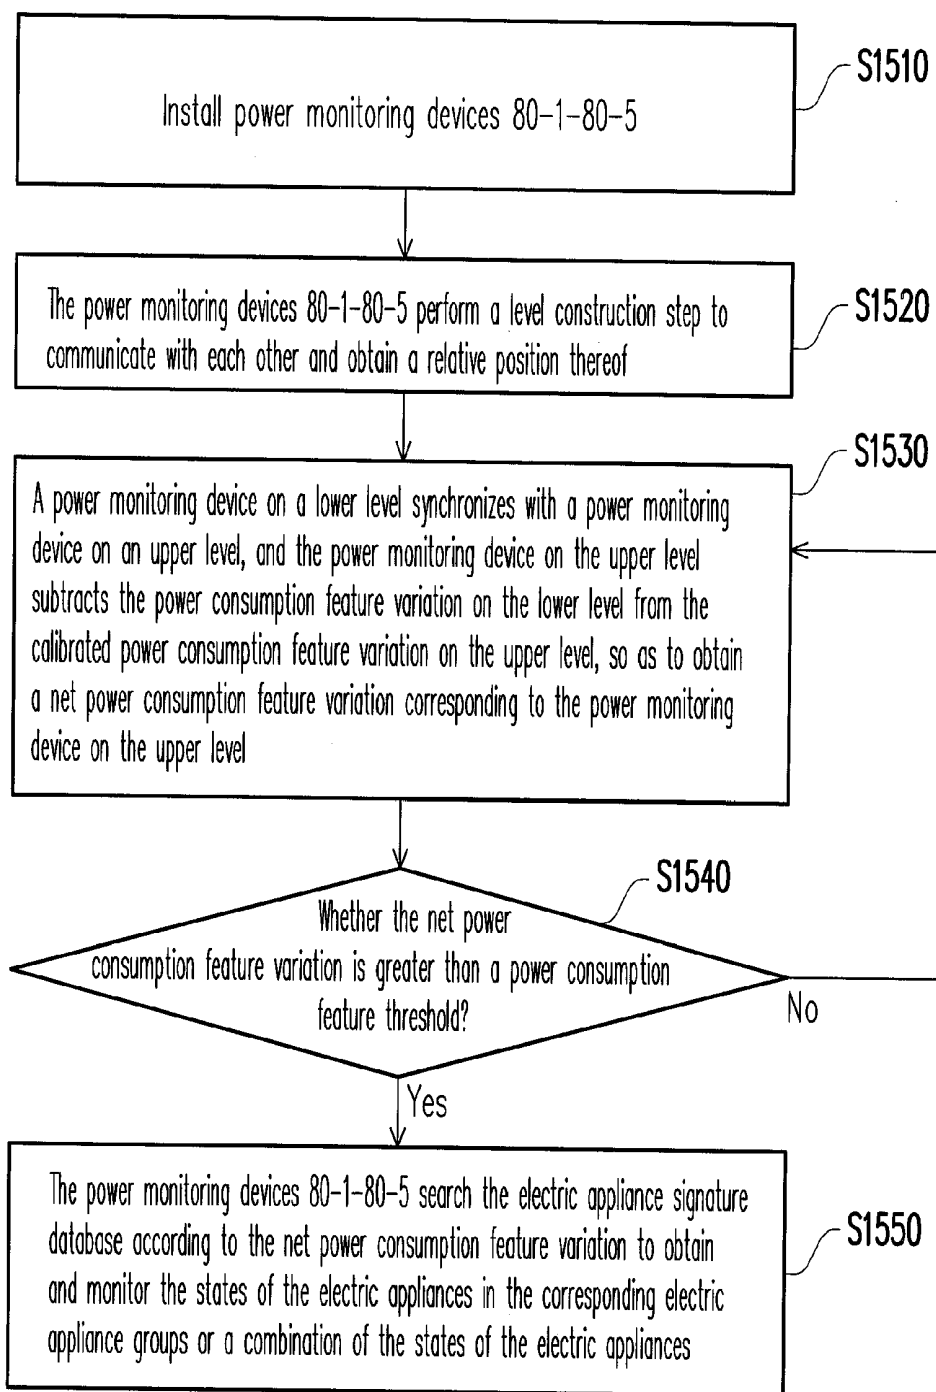 S1510
Install power monitoring devices 80-1-80-5
S1520
The power monitoring devices 80-1-80-5 perform a level construction step to
communicate with each other and obtain a relative position thereof
S1530
A power monitoring device on a lower level synchronizes with a power monitoring
device on an upper level, and the power monitoring device on the upper level
subtracts the power consumption feature variation on the lower level from the
calibrated power consumption feature variation on the upper level, so as to obtain
a net power consumption feature variation corresponding to the power monitoring
device on the upper level
S1540
Whether the net power
consumption feature variation is greater than a power consumption
feature threshold?
No
Yes
The power monitoring devices 80-1-80-5 search the electric appliance signature
database according to the net power consumption feature variation to obtain
and monitor the states of the electric appliances in the corresponding electric
appliance groups or a combination of the states of the electric appliances
S1550